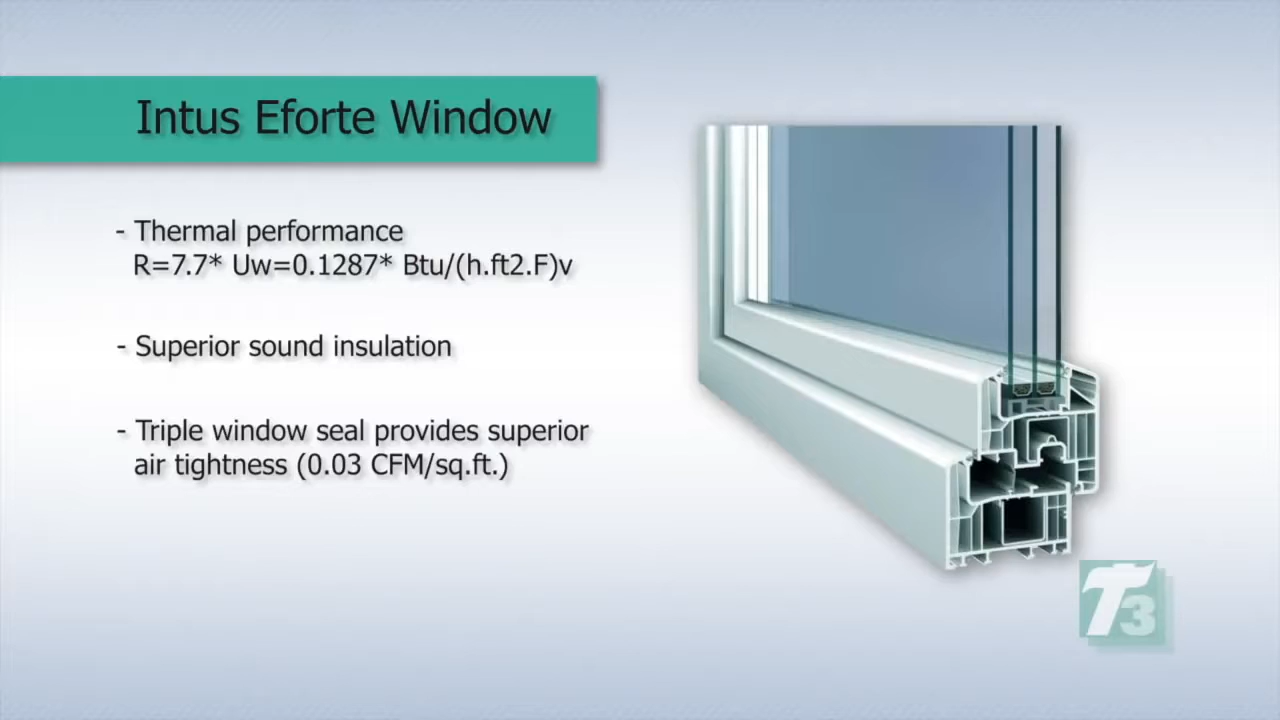 Intus Eforte Window
- Thermal performance
R=7.7* Uw=0.1287* Btu/(h.ft2.F)v
- Superior sound insulation
- Triple window seal provides superior
air tightness (0.03 CFM/sq.ft.)
T3